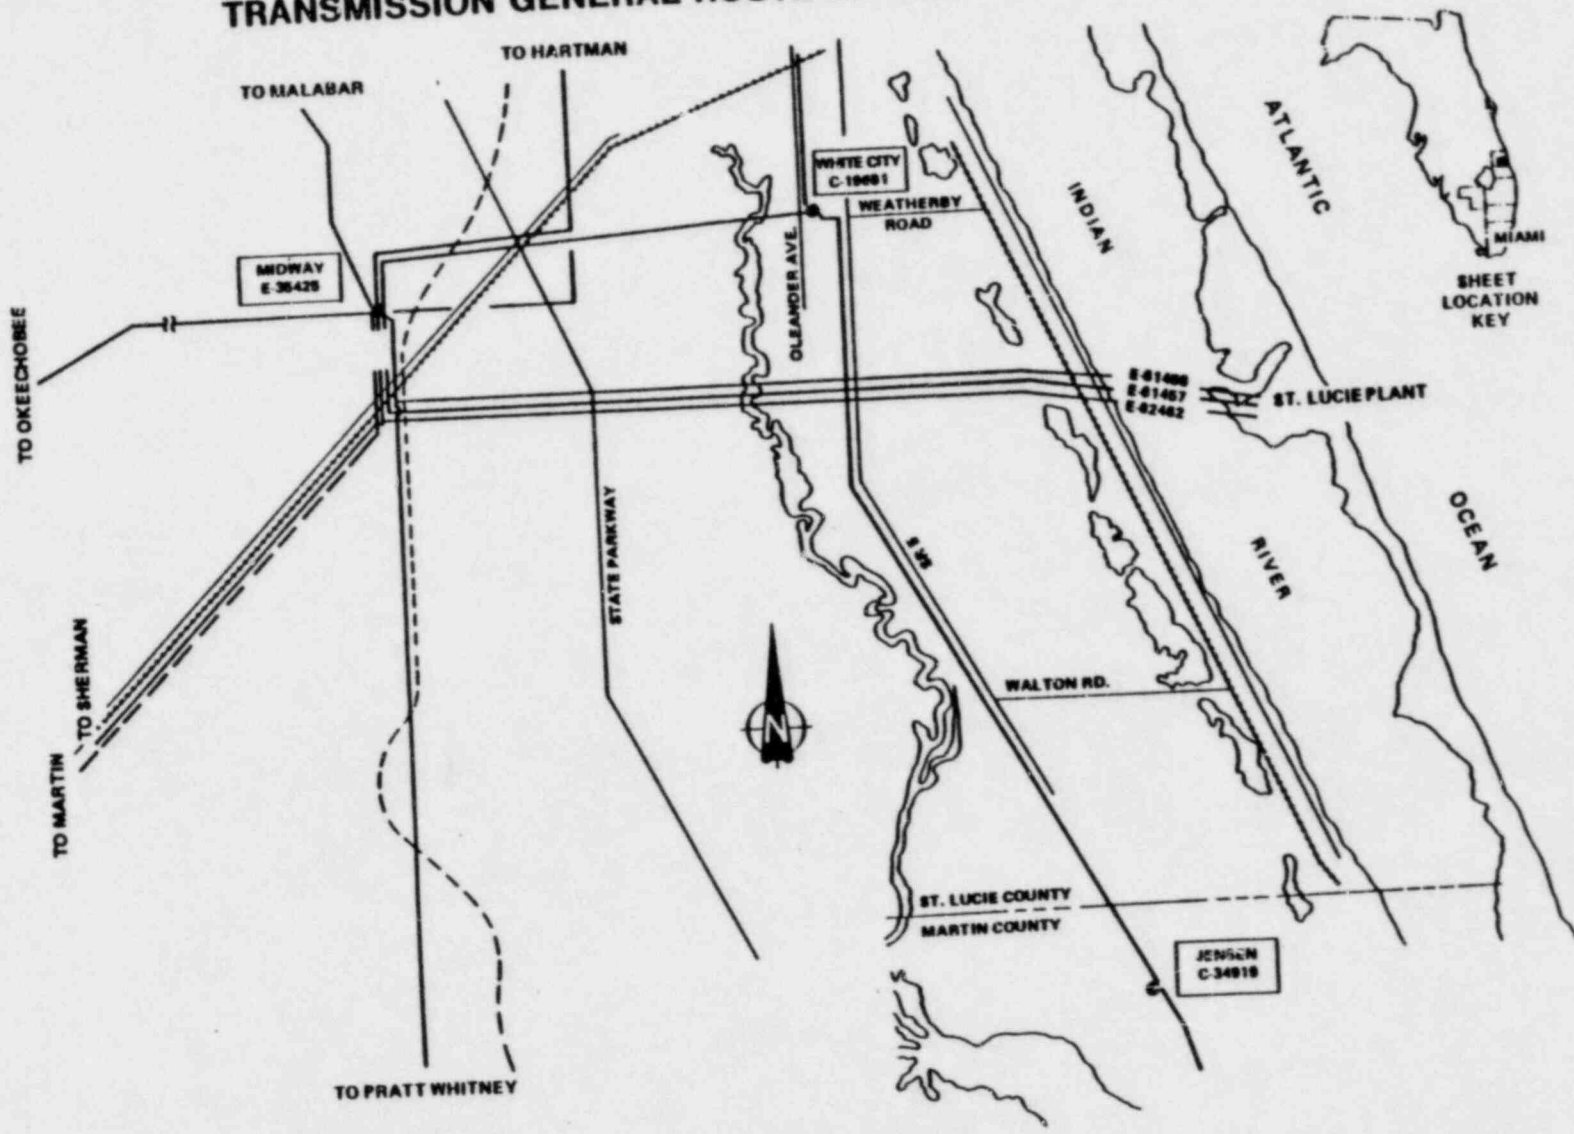 TRANSMISSION GENERAL
TO HARTMAN
TO MALABAR
ATLANTIC
WHITE CITY
INDIAN
WEATHERBY
ROAD
MIAMI
MIDWAY
OLEANDER AVE.
SHEET
LOCATION
KEY
TO OKEECHOBEE
ST. LUCIE PLANT
OCEAN
STATE PARKWAY
RIVER
TO SHERMAN
WALTON RD.
N
TO MARTIN
ST. LUCIE COUNTY
MARTIN COUNTY
JENSEN
C-34919
TO PRATT WHITNEY